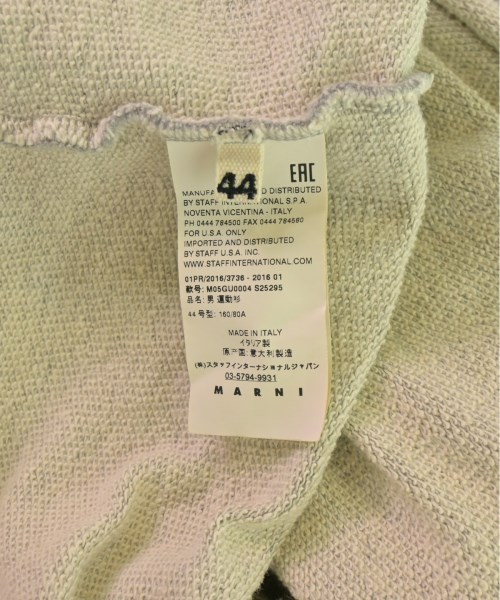 EAC
44
MANUFA D AND DISTRIBUTED
BY STAFF INTERNATIONAL S.P.A
NOVENTA VICENTINA - ITALY
PH 0444 784500 FAX 0444 784580
FOR U.S.A. ONLY
IMPORTED AND DISTRIBUTED
BY STAFF U.S.A. INC
WWW.STAFFINTERNATIONAL.COM
01PR/2016/3736 - 2016 01
款号: M05GU0004 S25295
品名: 男 運動衫
44 号型: 160/80A
MADE IN ITALY
イタリア製
原产国: 意大利製造
(株)スタッフインターナショナルジャパン
03-5794-9931
MARNI